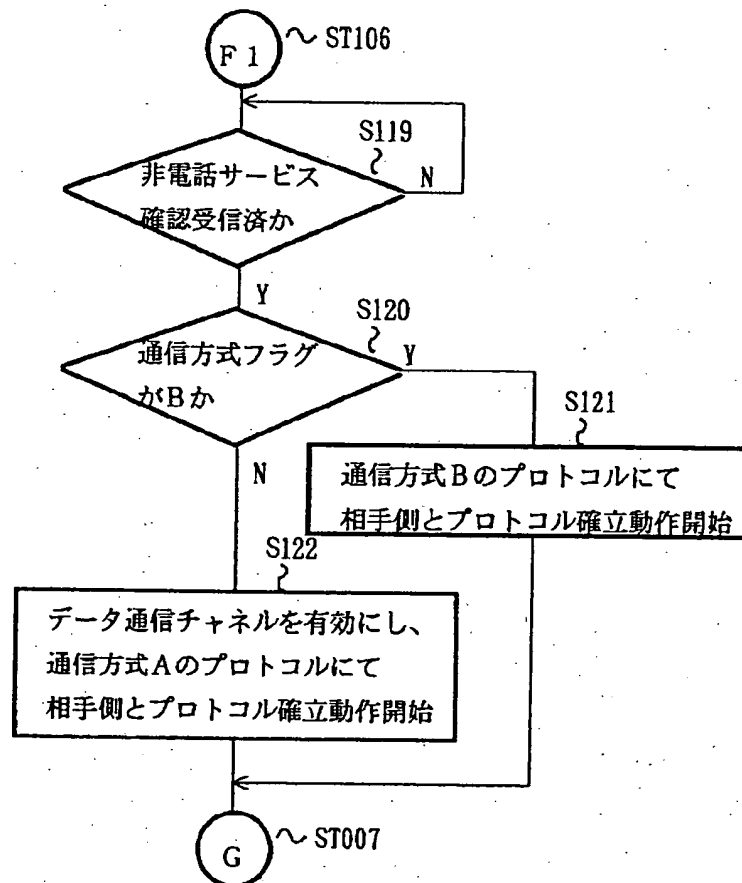 F1
ST106
S119
非電話サービス
確認受信済か
N
Y
S120
通信方式フラグ
がBか
Y
N
S121
通信方式Bのプロトコルにて
相手側とプロトコル確立動作開始
S122
データ通信チャネルを有効にし、
通信方式Aのプロトコルにて
相手側とプロトコル確立動作開始
G
ST007